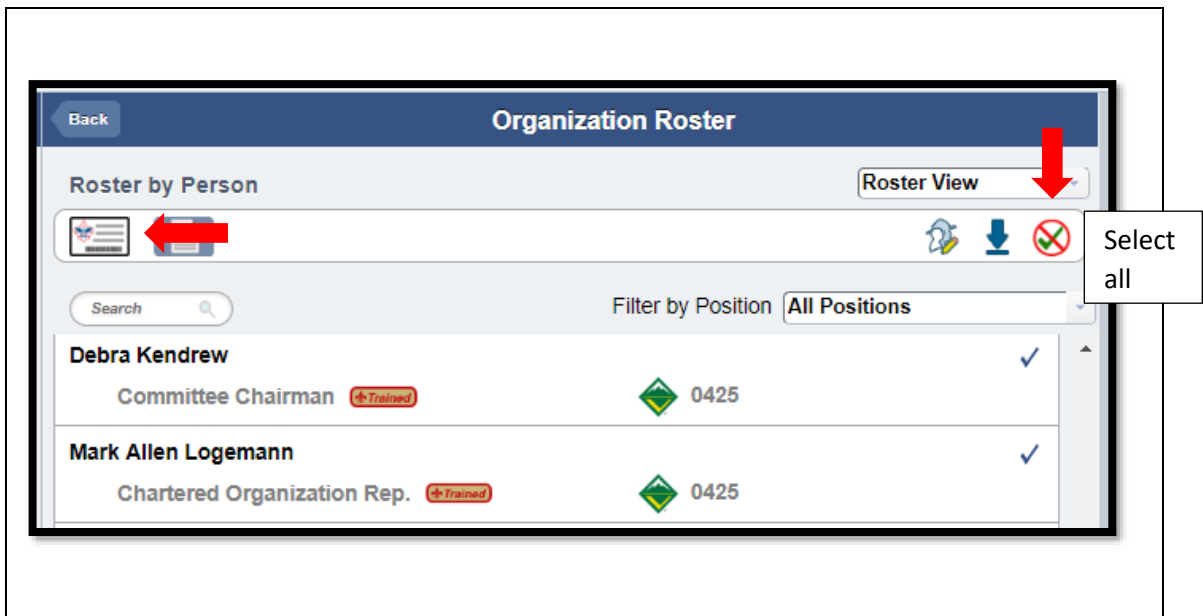 Back
Organization Roster
Roster by Person
Roster View
Select
all
Search
Filter by Position All Positions
Debra Kendrew
Committee Chairman Trained 0425
Mark Allen Logemann
Chartered Organization Rep. Trained 0425